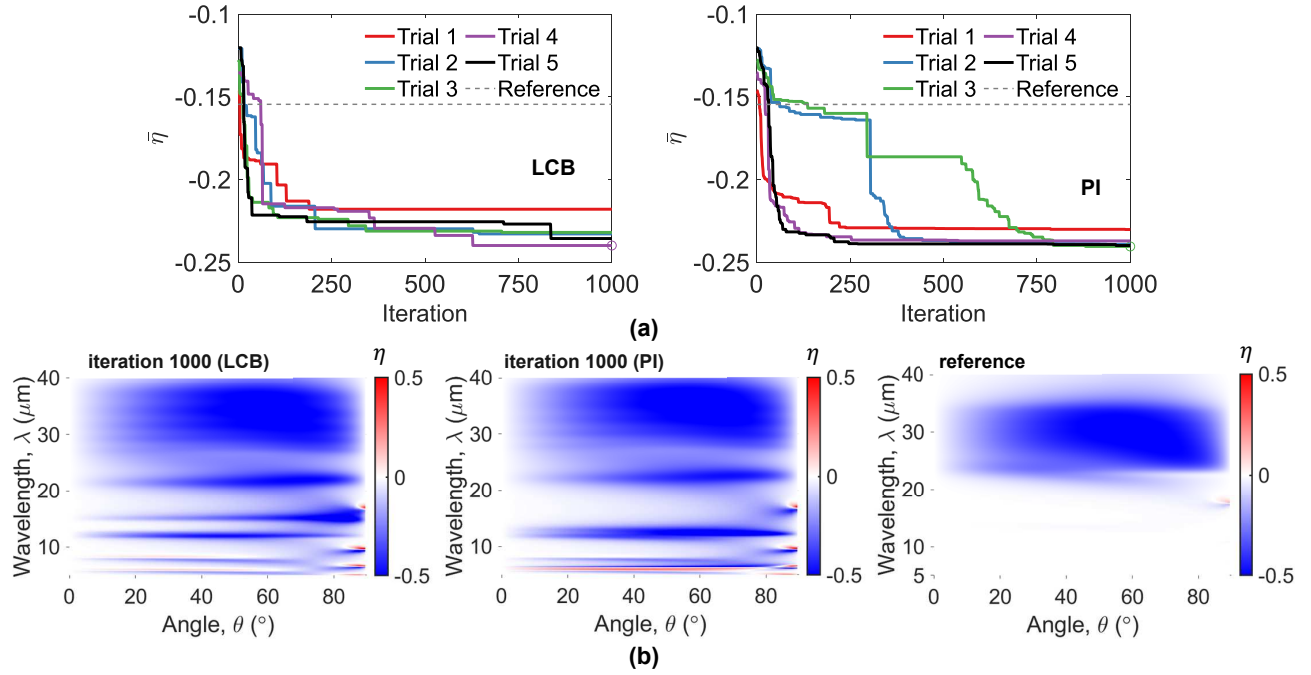 -0.1
-0.15
-0.2
-0.25
η̄
Trial 1
Trial 2
Trial 3
Trial 4
Trial 5
Reference
LCB
0 250 500 750 1000
Iteration
-0.1
-0.15
-0.2
-0.25
η̄
Trial 1
Trial 2
Trial 3
Trial 4
Trial 5
Reference
PI
0 250 500 750 1000
Iteration
(a)
iteration 1000 (LCB)
η
Wavelength, λ (μm)
40
30
20
10
0 20 40 60 80
Angle, θ (°)
0.5
0
-0.5
iteration 1000 (PI)
η
Wavelength, λ (μm)
40
30
20
10
0 20 40 60 80
Angle, θ (°)
0.5
0
-0.5
reference
η
Wavelength, λ (μm)
40
30
20
10
5
0 20 40 60 80
Angle, θ (°)
0.5
0
-0.5
(b)